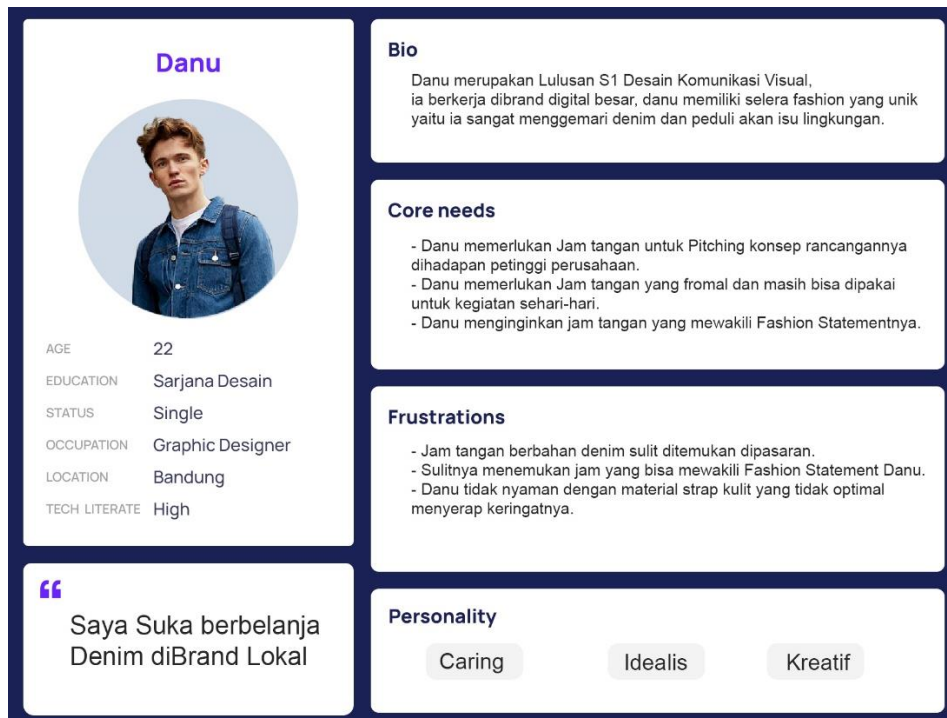 Danu
AGE 22
EDUCATION Sarjana Desain
STATUS Single
OCCUPATION Graphic Designer
LOCATION Bandung
TECH LITERATE High
“
Saya Suka berbelanja
Denim diBrand Lokal
Bio
Danu merupakan Lulusan S1 Desain Komunikasi Visual,
ia berkerja dibrand digital besar, danu memiliki selera fashion yang unik
yaitu ia sangat menggemari denim dan peduli akan isu lingkungan.
Core needs
- Danu memerlukan Jam tangan untuk Pitching konsep rancangannya
dihadapan petinggi perusahaan.
- Danu memerlukan Jam tangan yang fromal dan masih bisa dipakai
untuk kegiatan sehari-hari.
- Danu menginginkan jam tangan yang mewakili Fashion Statementnya.
Frustrations
- Jam tangan berbahan denim sulit ditemukan dipasaran.
- Sulitnya menemukan jam yang bisa mewakili Fashion Statement Danu.
- Danu tidak nyaman dengan material strap kulit yang tidak optimal
menyerap keringatnya.
Personality
Caring Idealis Kreatif